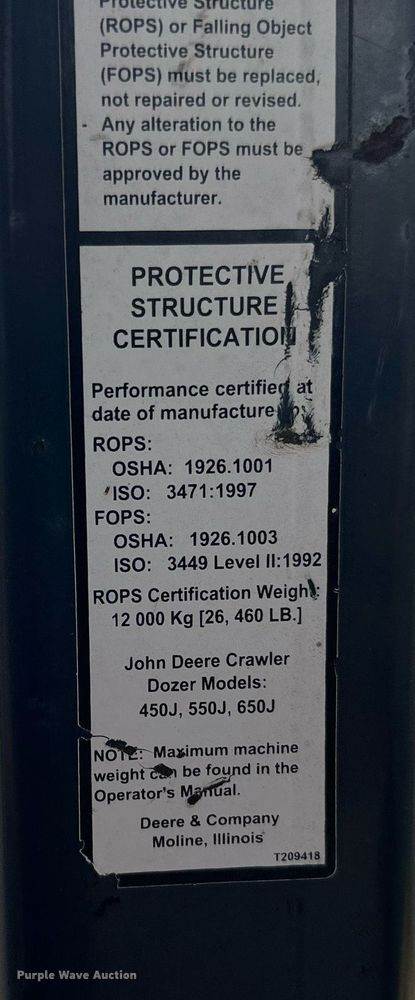 Protective Structure
(ROPS) or Falling Object
Protective Structure
(FOPS) must be replaced,
not repaired or revised.
- Any alteration to the
ROPS or FOPS must be
approved by the
manufacturer.
PROTECTIVE
STRUCTURE
CERTIFICATION
Performance certified at
date of manufacture
ROPS:
OSHA: 1926.1001
ISO: 3471:1997
FOPS:
OSHA: 1926.1003
ISO: 3449 Level II:1992
ROPS Certification Weight:
12 000 Kg [26, 460 LB.]
John Deere Crawler
Dozer Models:
450J, 550J, 650J
NOTE: Maximum machine
weight can be found in the
Operator's Manual.
Deere & Company
Moline, Illinois
T209418
Purple Wave Auction